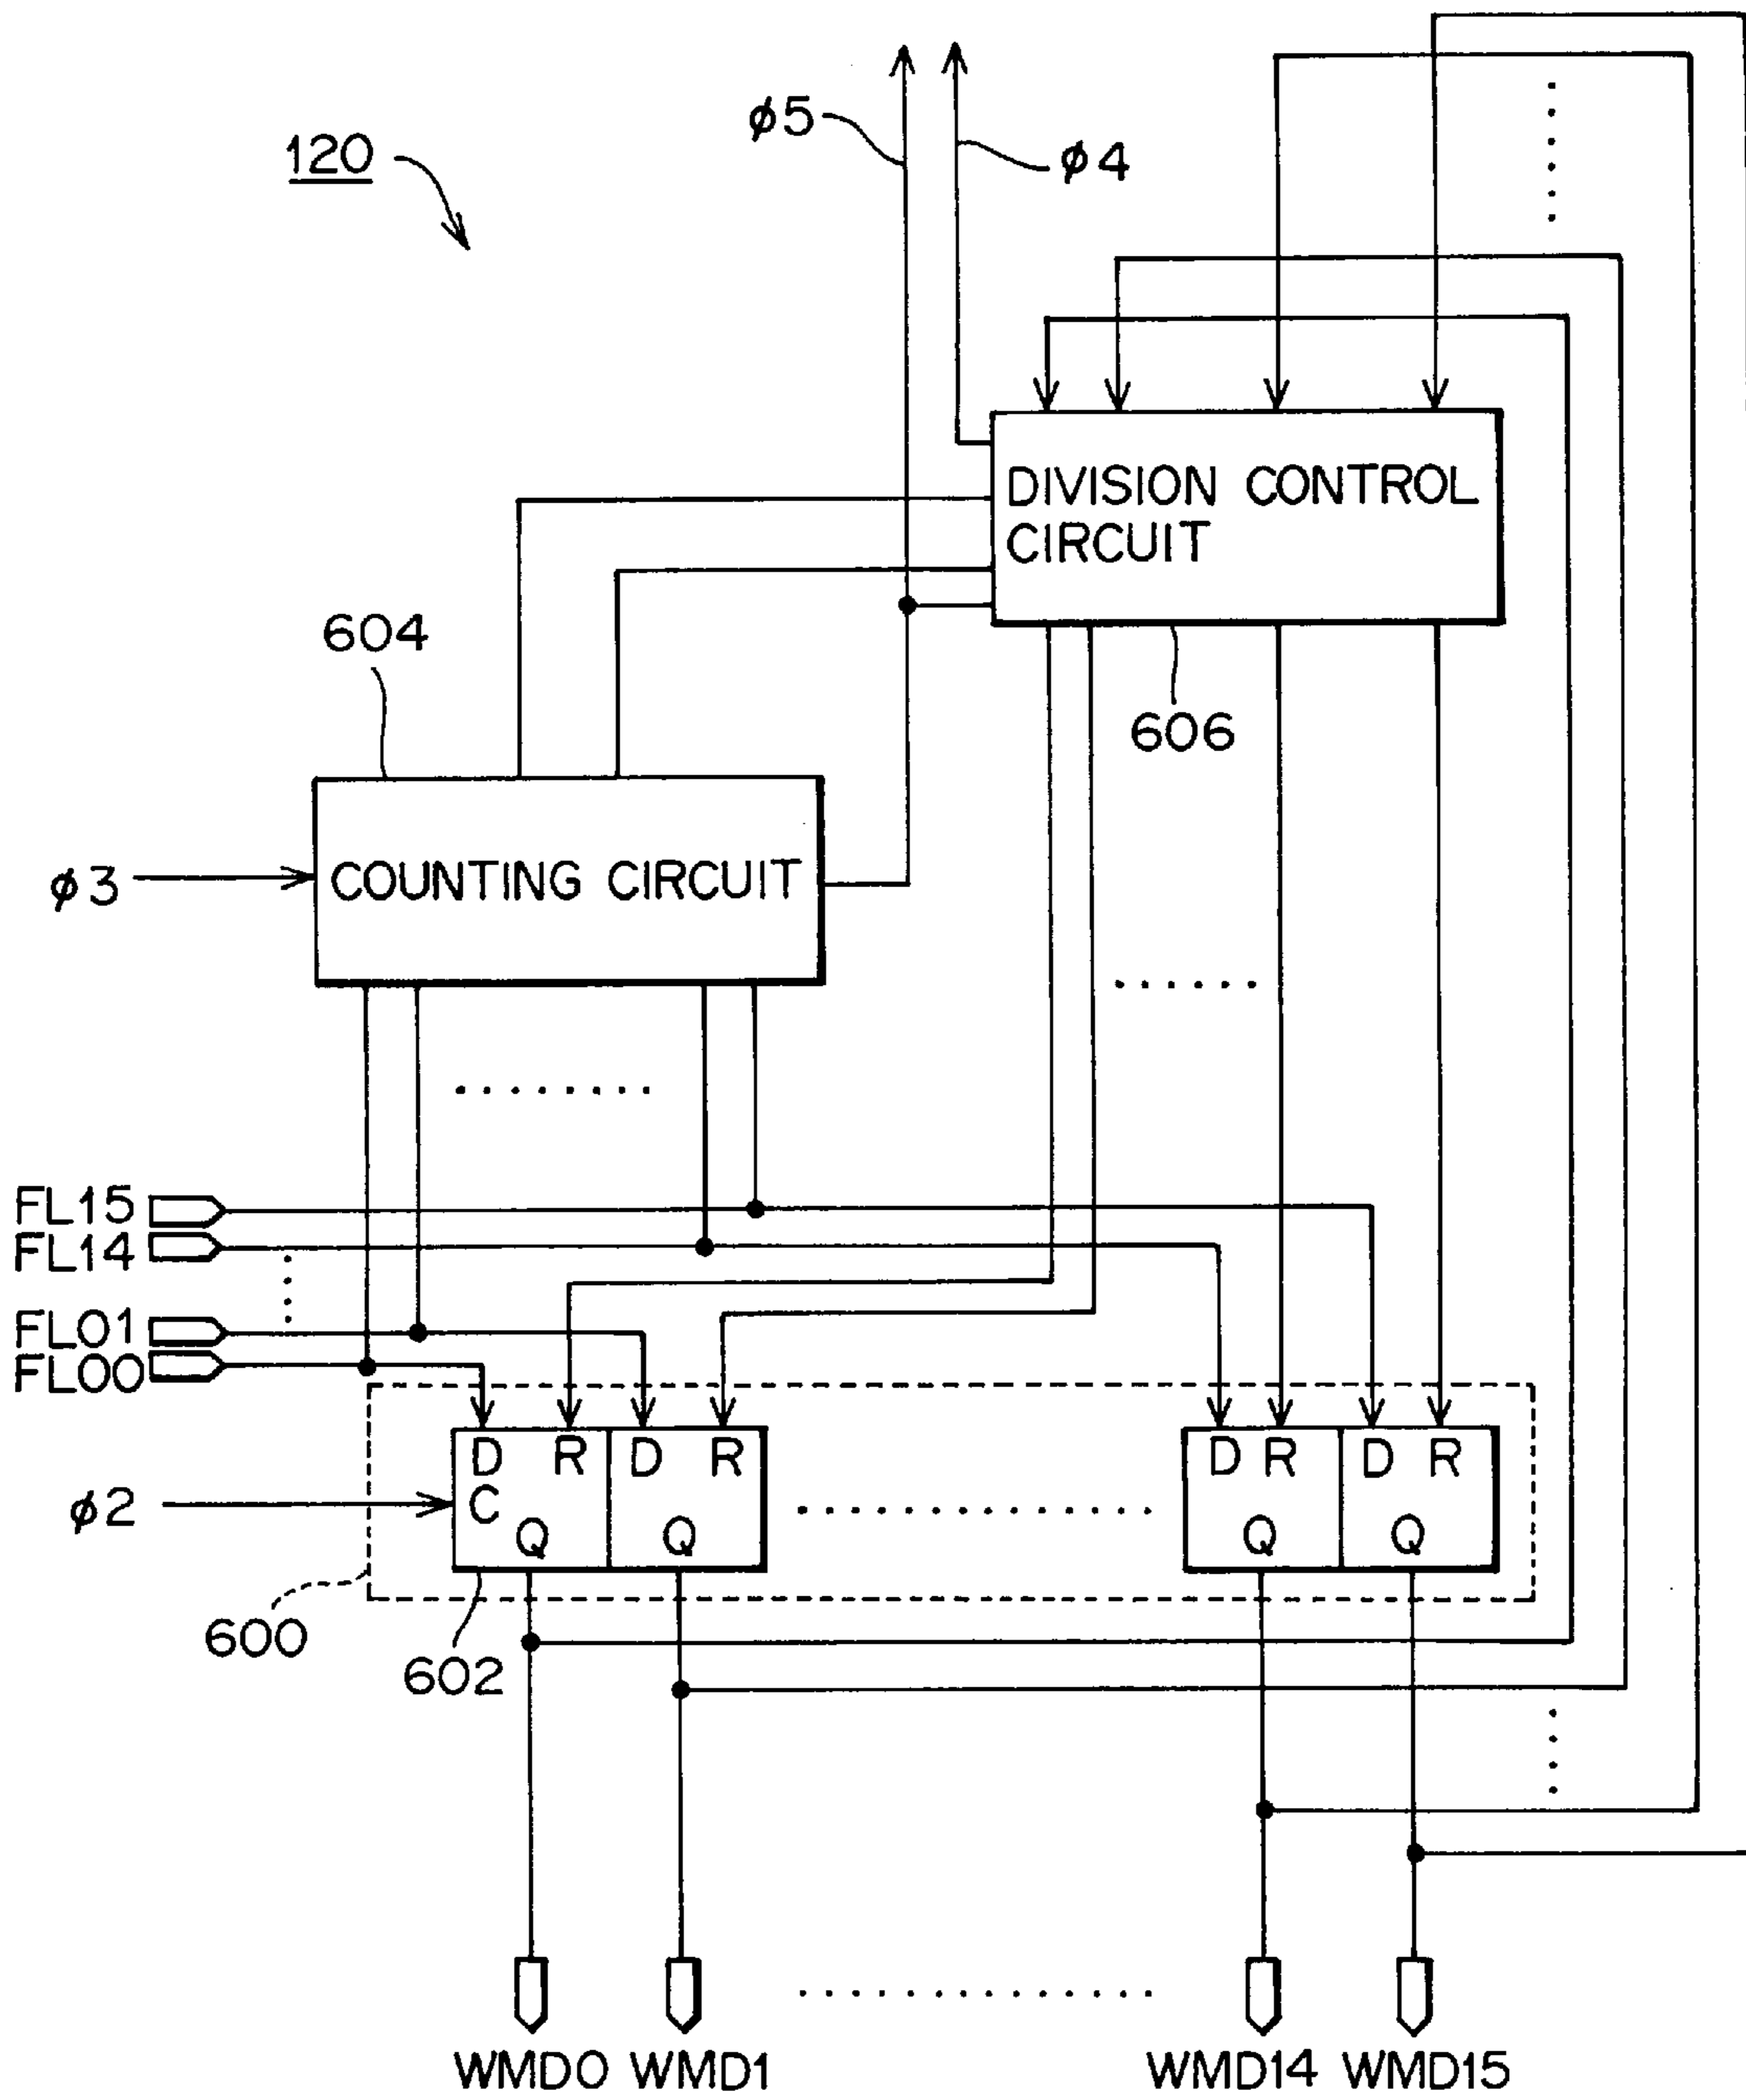 φ5
φ4
120
DIVISION CONTROL
CIRCUIT
604
606
φ3
COUNTING CIRCUIT
FL15
FL14
FL01
FL00
D R D R
D R D R
φ2
C
Q Q
Q Q
600
602
WMD0 WMD1
WMD14 WMD15